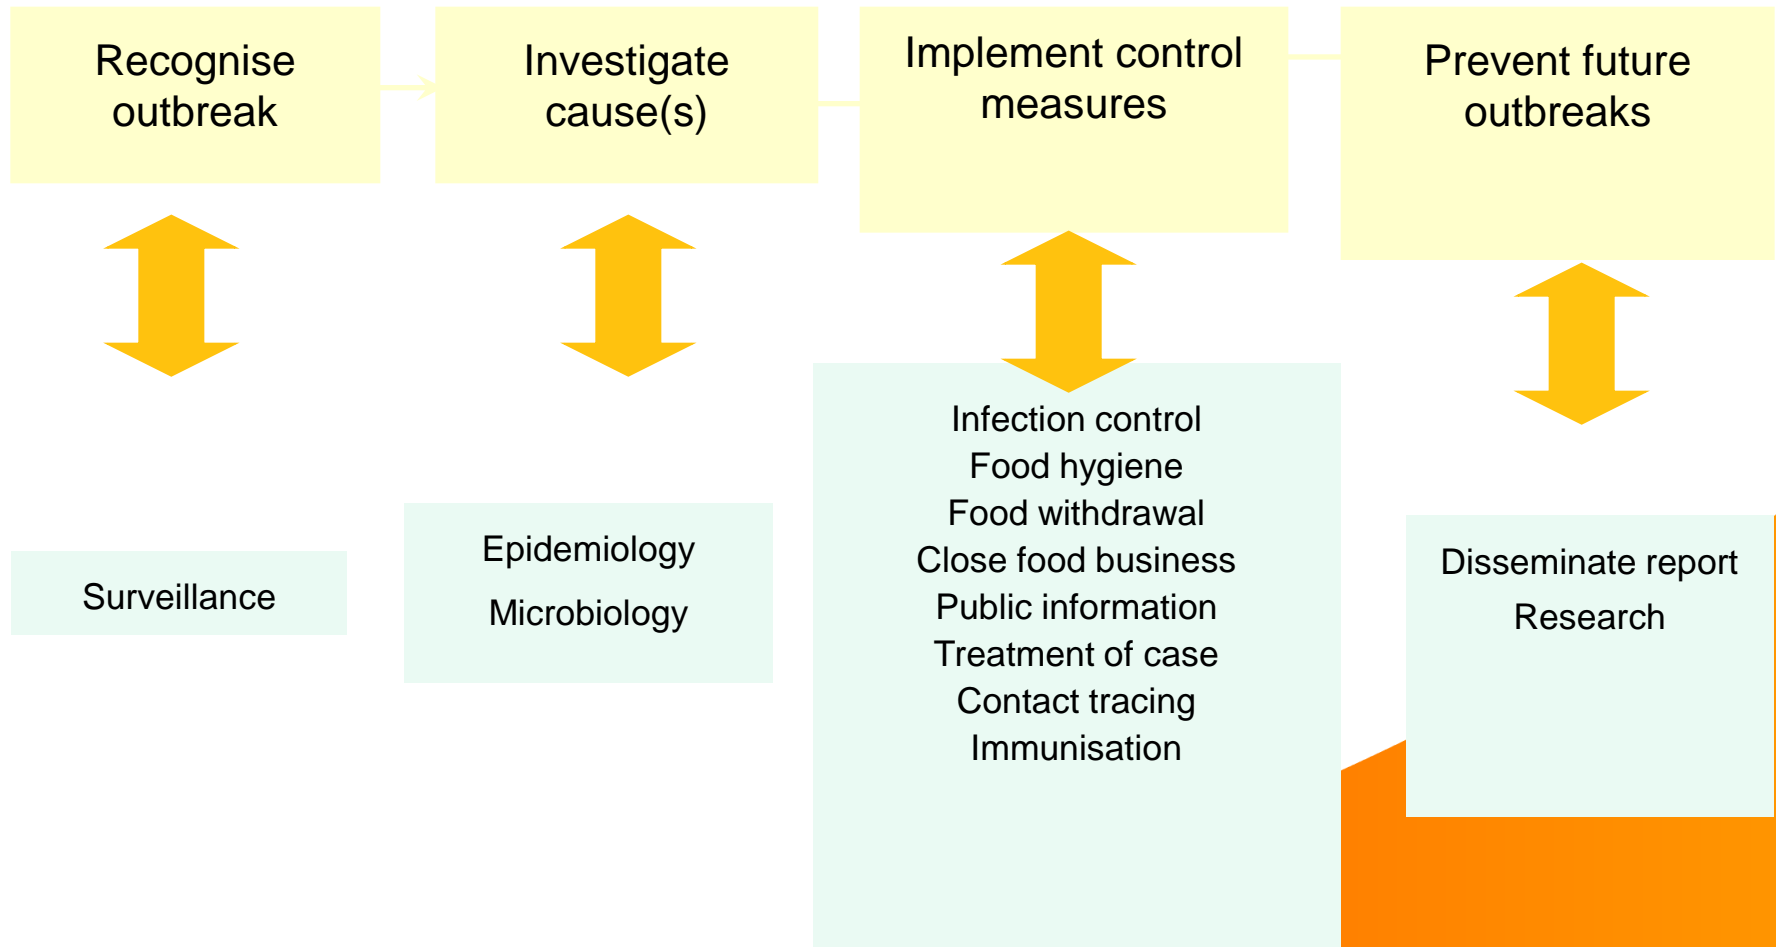 Recognise
outbreak
Investigate
cause(s)
Implement control
measures
Prevent future
outbreaks
Surveillance
Epidemiology
Microbiology
Infection control
Food hygiene
Food withdrawal
Close food business
Public information
Treatment of case
Contact tracing
Immunisation
Disseminate report
Research